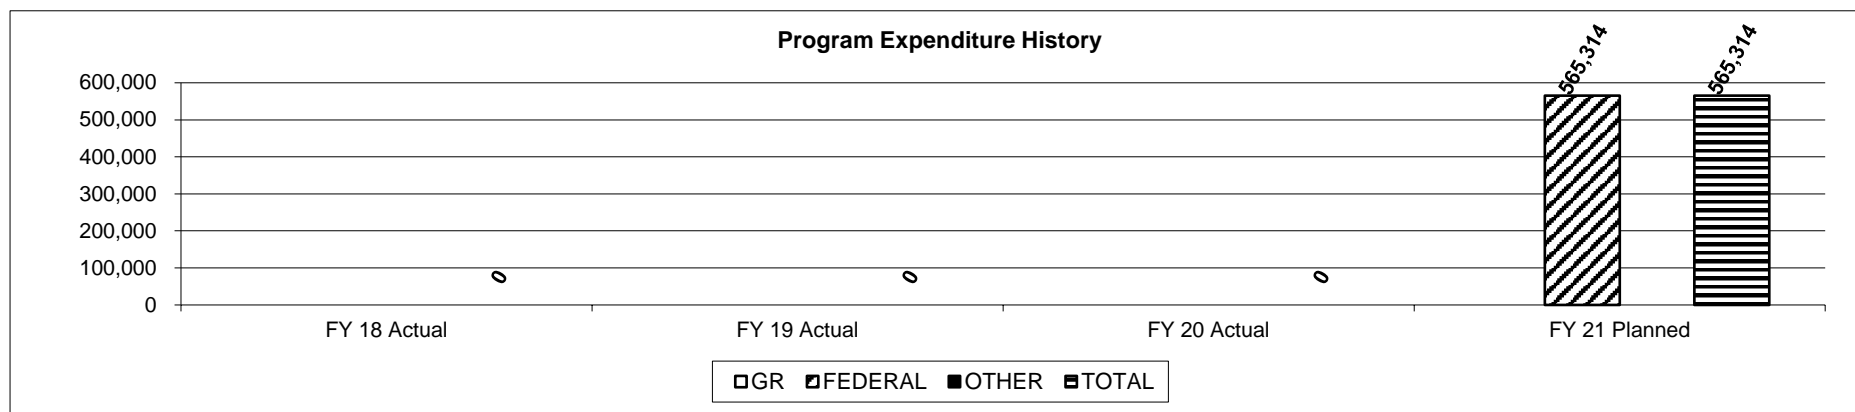 Program Expenditure History
565,314
565,314
600,000
500,000
400,000
300,000
200,000
100,000
0
0
0
0
FY 18 Actual
FY 19 Actual
FY 20 Actual
FY 21 Planned
GR FEDERAL OTHER TOTAL